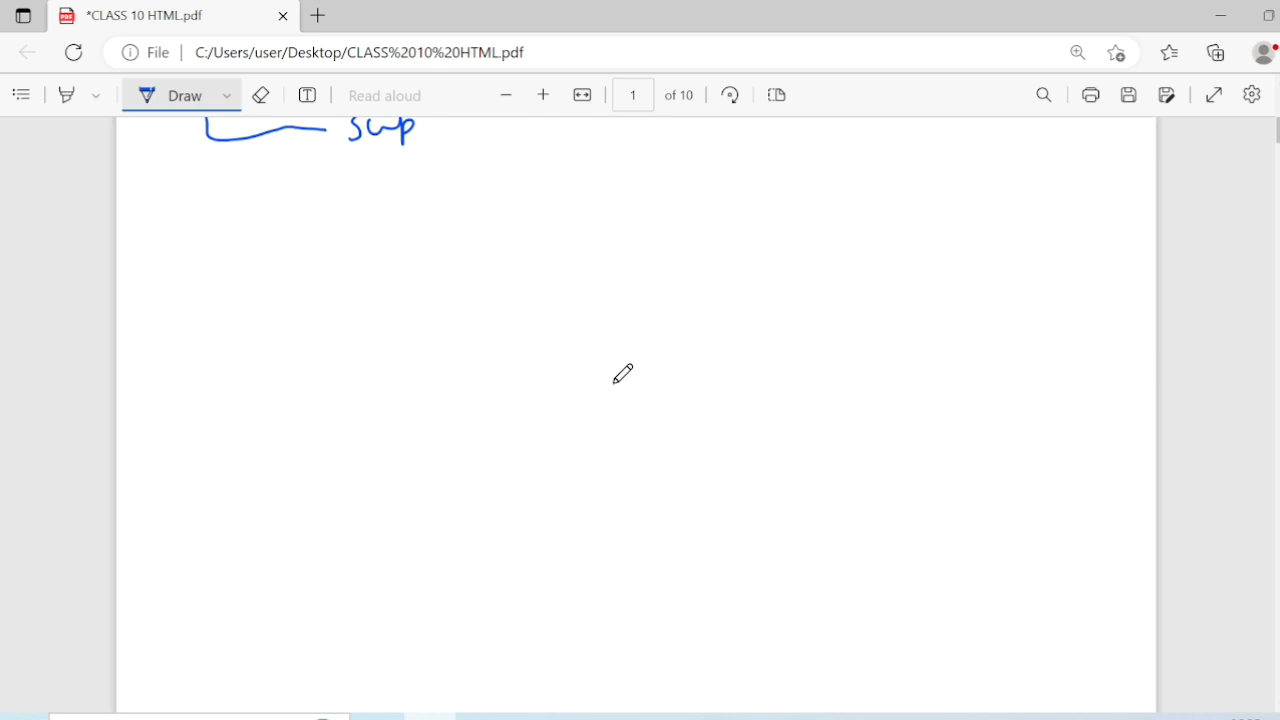 *CLASS 10 HTML.pdf
File | C:/Users/user/Desktop/CLASS%2010%20HTML.pdf
Draw Read aloud 1 of 10
sup